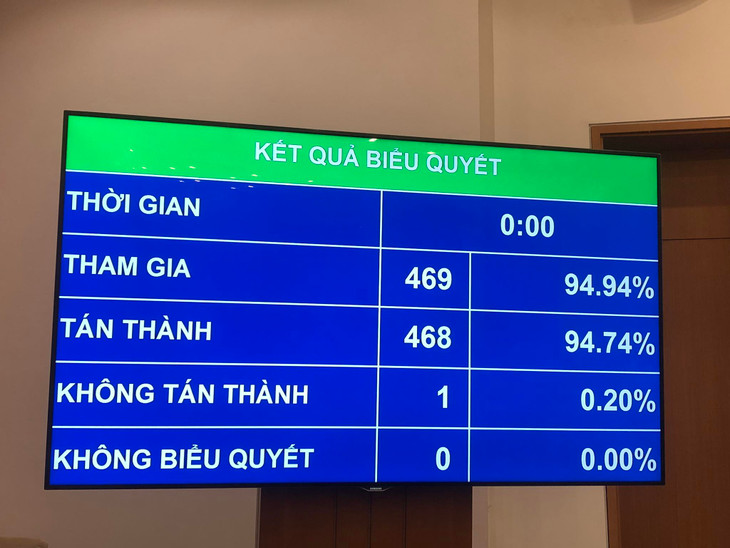 KẾT QUẢ BIỂU QUYẾT
THỜI GIAN 0:00
THAM GIA 469 94.94%
TÁN THÀNH 468 94.74%
KHÔNG TÁN THÀNH 1 0.20%
KHÔNG BIỂU QUYẾT 0 0.00%